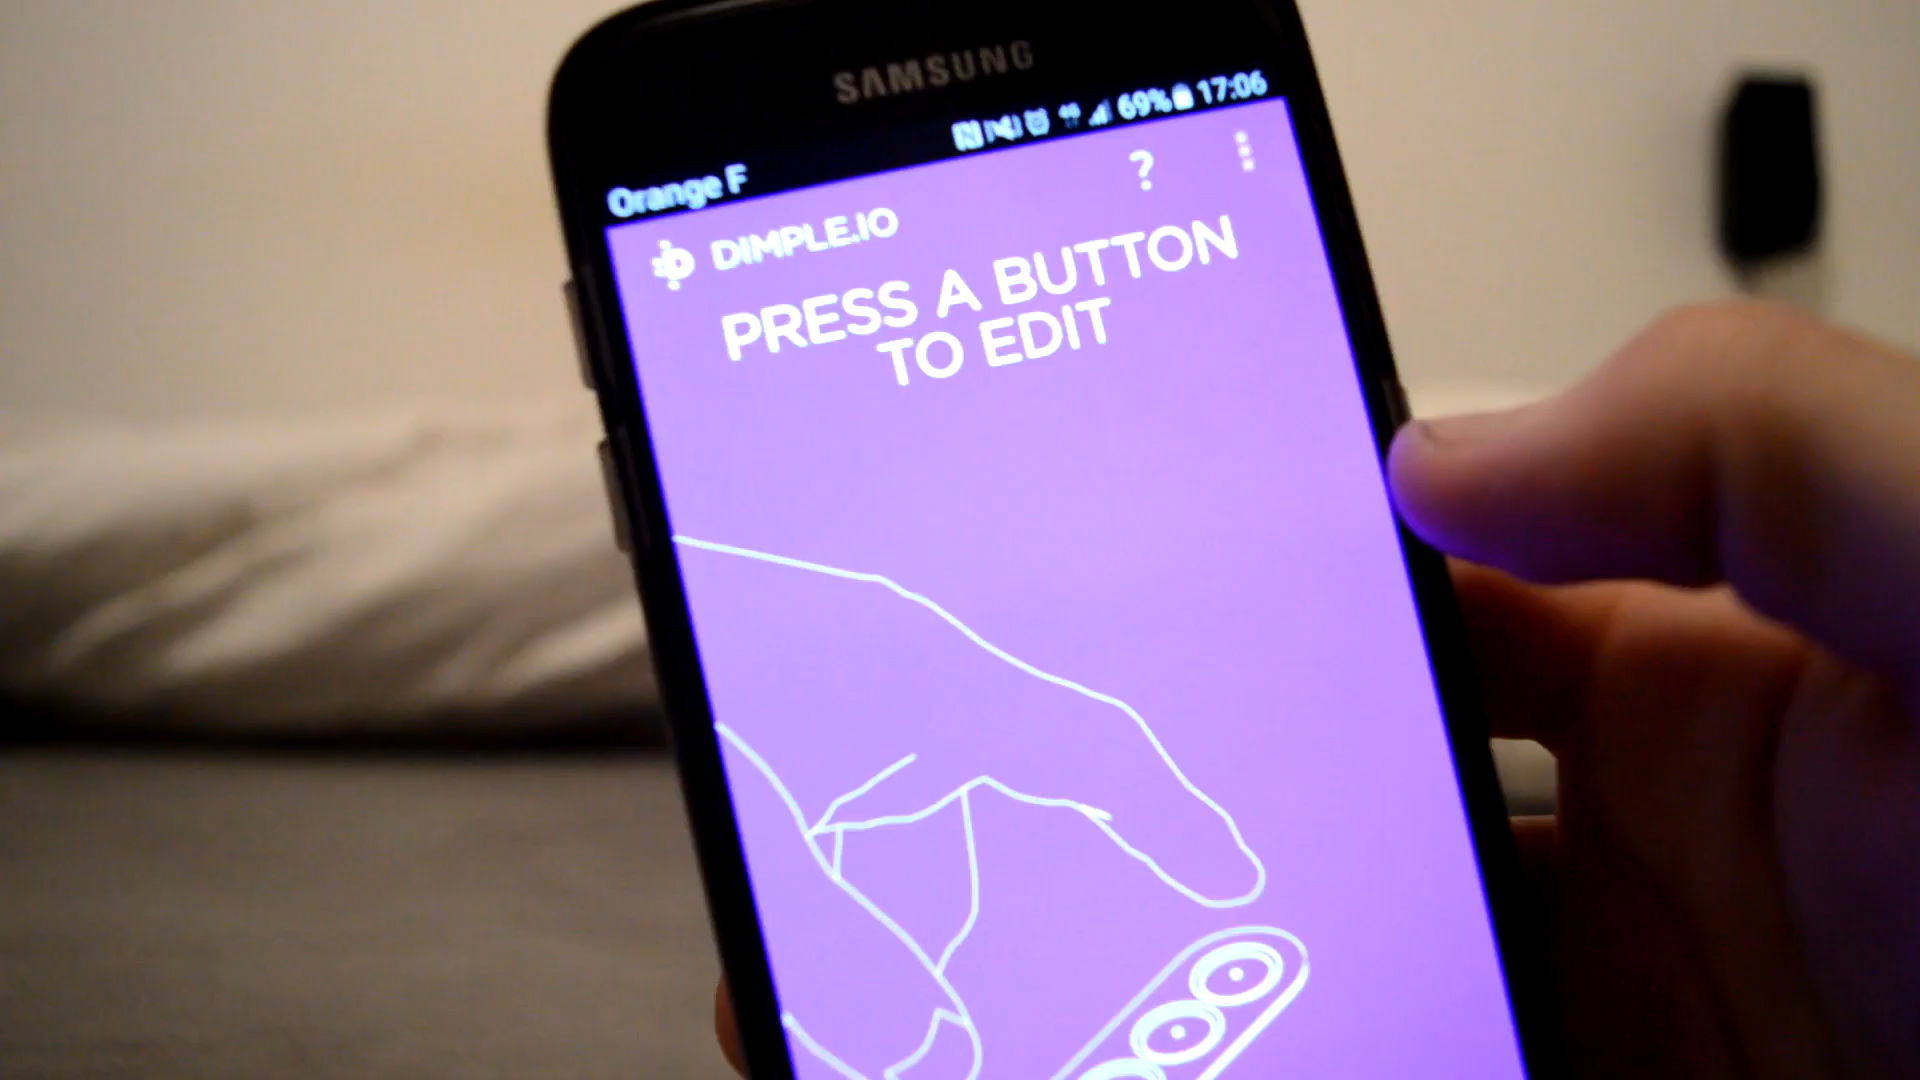 SAMSUNG
Orange F 69% 17:06
?
DIMPLE.IO
PRESS A BUTTON
TO EDIT